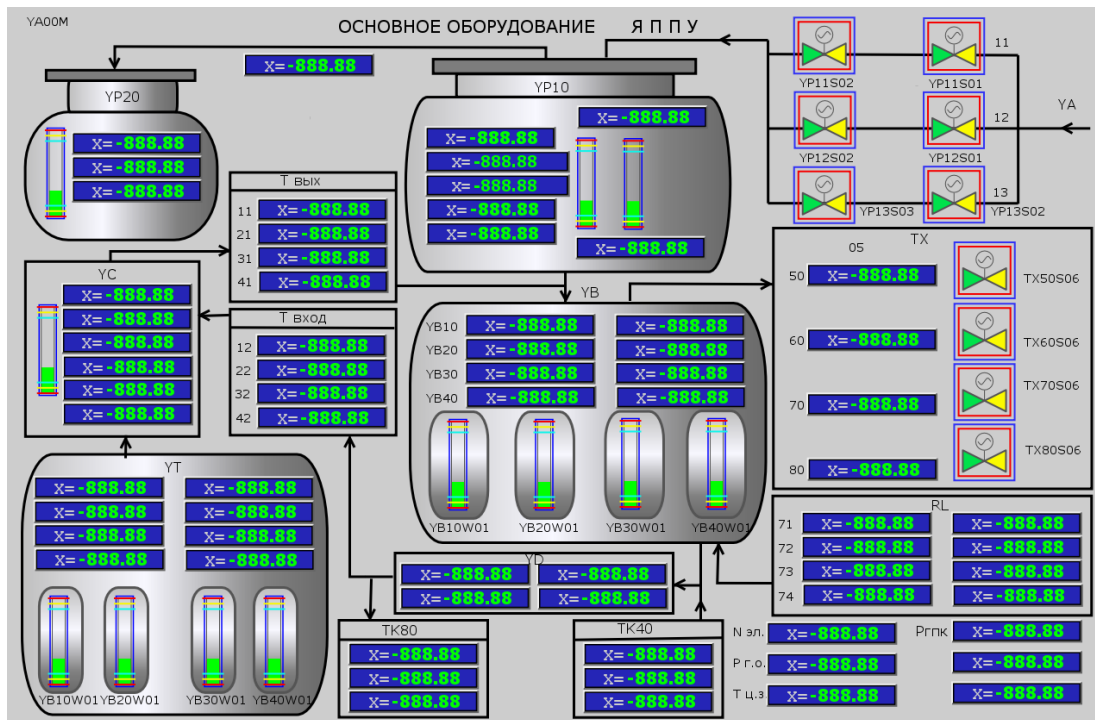 YA00M
ОСНОВНОЕ ОБОРУДОВАНИЕ Я П П У
X=-888.88
YP20
X=-888.88
X=-888.88
X=-888.88
YP10
X=-888.88
X=-888.88
X=-888.88
X=-888.88
X=-888.88
X=-888.88
X=-888.88
11
YP11S02 YP11S01
YA
12
YP12S02 YP12S01
13
YP13S03 YP13S02
Т вых
11 X=-888.88
21 X=-888.88
31 X=-888.88
41 X=-888.88
YC
X=-888.88
X=-888.88
X=-888.88
X=-888.88
X=-888.88
X=-888.88
Т вход
12 X=-888.88
22 X=-888.88
32 X=-888.88
42 X=-888.88
YB
YB10 X=-888.88 X=-888.88
YB20 X=-888.88 X=-888.88
YB30 X=-888.88 X=-888.88
YB40 X=-888.88 X=-888.88
YB10W01 YB20W01 YB30W01 YB40W01
TX
05
50 X=-888.88 TX50S06
60 X=-888.88 TX60S06
70 X=-888.88 TX70S06
80 X=-888.88 TX80S06
YT
X=-888.88 X=-888.88
X=-888.88 X=-888.88
X=-888.88 X=-888.88
X=-888.88 X=-888.88
YB10W01 YB20W01 YB30W01 YB40W01
YD
X=-888.88 X=-888.88
X=-888.88 X=-888.88
RL
71 X=-888.88 X=-888.88
72 X=-888.88 X=-888.88
73 X=-888.88 X=-888.88
74 X=-888.88 X=-888.88
TK80
X=-888.88
X=-888.88
X=-888.88
TK40
X=-888.88
X=-888.88
X=-888.88
N эл. X=-888.88 Ргпк X=-888.88
Р г.о. X=-888.88 X=-888.88
Т ц.з X=-888.88 X=-888.88